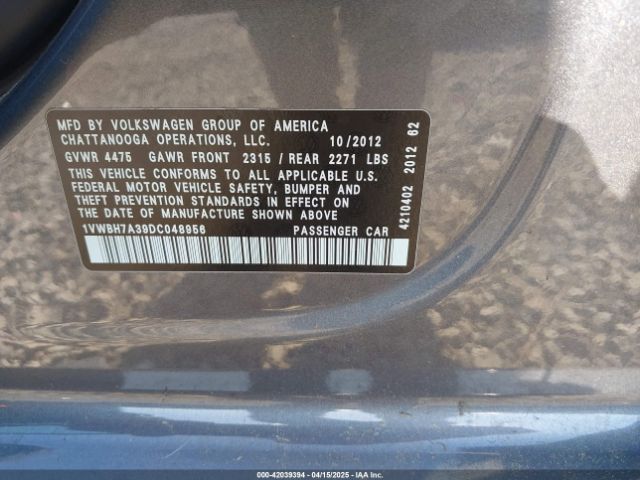 MFD BY VOLKSWAGEN GROUP OF AMERICA
CHATTANOOGA OPERATIONS, LLC. 10/2012
GVWR 4475 GAWR FRONT 2315 / REAR 2271 LBS
THIS VEHICLE CONFORMS TO ALL APPLICABLE U.S.
FEDERAL MOTOR VEHICLE SAFETY, BUMPER AND
THEFT PREVENTION STANDARDS IN EFFECT ON
THE DATE OF MANUFACTURE SHOWN ABOVE
1VWBH7A39DC048956 PASSENGER CAR
4210402 2012 62
000-42039394 - 04/15/2025 - IAA, Inc.